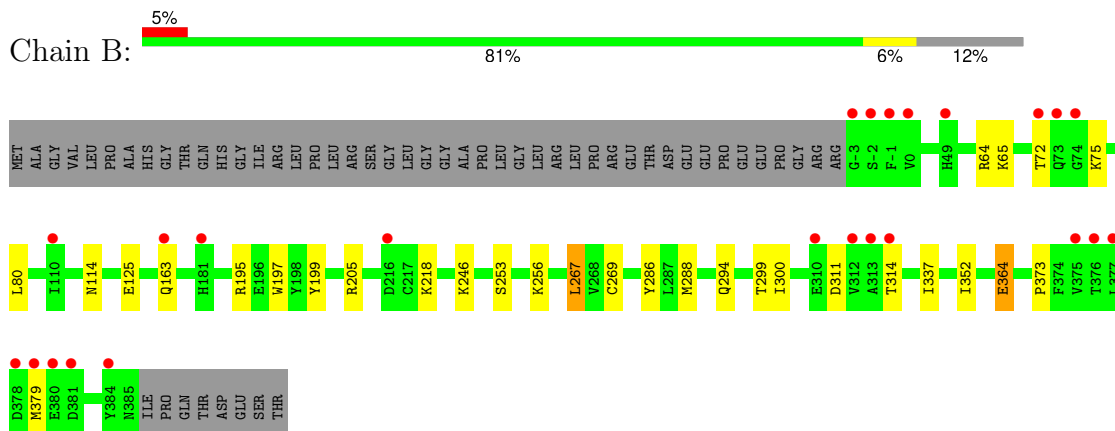 5%
Chain B:
81% 6% 12%
MET ALA GLY VAL LEU PRO ALA HIS GLY THR GLN HIS GLY ILE ARG LEU PRO LEU ARG SER GLY LEU GLY GLY ALA PRO LEU GLY LEU ARG LEU PRO ARG GLU THR ASP GLU GLU PRO GLU GLU PRO GLY ARG ARG G-3 S-2 F-1 V0 H49 R64 K65 T72 Q73 G74 K75
L80 I110 N114 E125 Q163 H181 R195 E196 W197 Y198 Y199 R205 D216 C217 K218 K246 S253 K256 L267 V268 C269 Y286 L287 M288 Q294 T299 I300 E310 D311 V312 A313 T314 I337 I352 E364 P373 F374 V375 T376 L377
D378 M379 E380 D381 Y384 N385 ILE PRO GLN THR ASP GLU SER THR